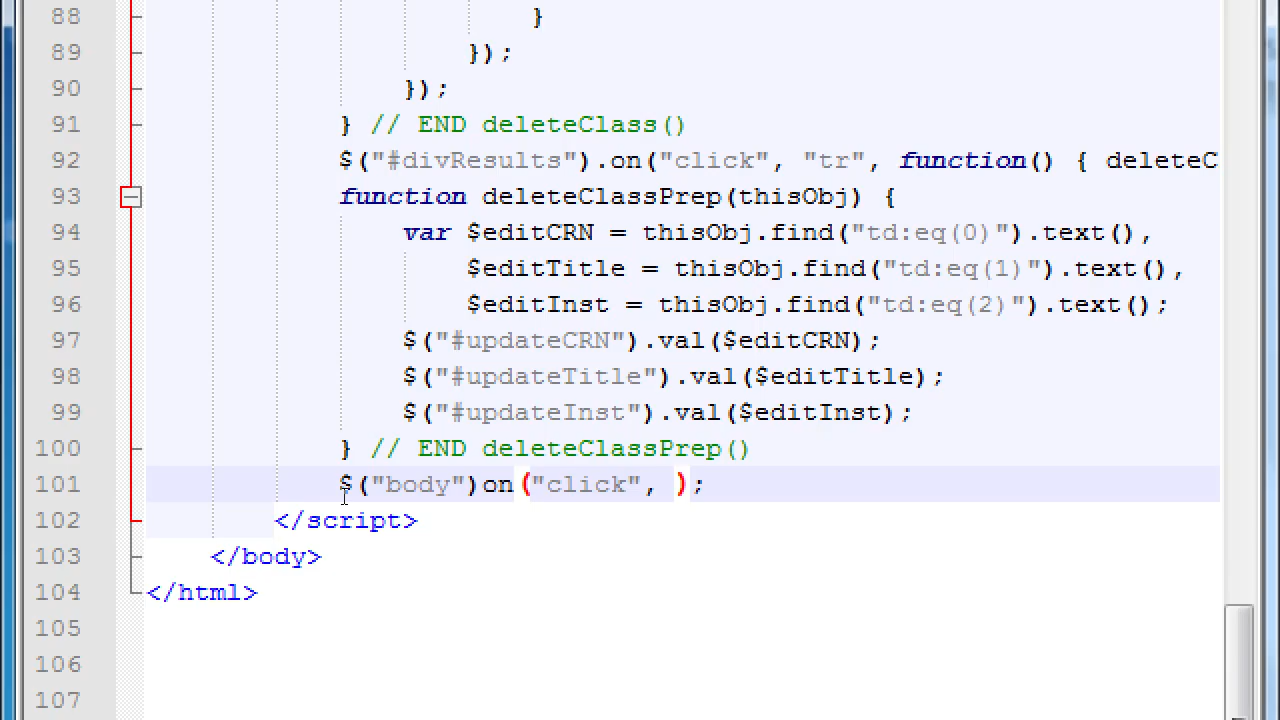 88 }
89 });
90 });
91 } // END deleteClass()
92 $("#divResults").on("click", "tr", function() { deleteC
93 function deleteClassPrep(thisObj) {
94 var $editCRN = thisObj.find("td:eq(0)").text(),
95 $editTitle = thisObj.find("td:eq(1)").text(),
96 $editInst = thisObj.find("td:eq(2)").text();
97 $("#updateCRN").val($editCRN);
98 $("#updateTitle").val($editTitle);
99 $("#updateInst").val($editInst);
100 } // END deleteClassPrep()
101 $("body")on("click", );
102 </script>
103 </body>
104 </html>
105
106
107